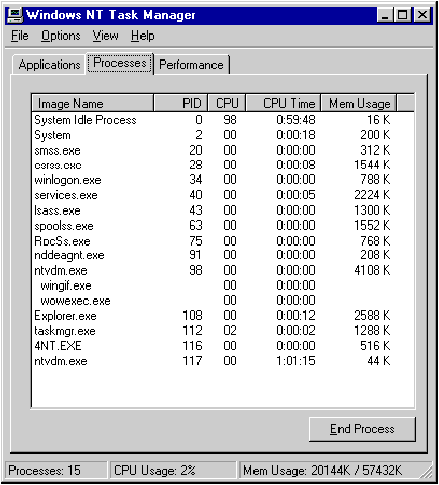 Windows NT Task Manager
File Options View Help
Applications Processes Performance
Image Name PID CPU CPU Time Mem Usage
System Idle Process 0 98 0:59:48 16 K
System 2 00 0:00:18 200 K
smss.exe 20 00 0:00:00 312 K
csrss.exe 28 00 0:00:08 1544 K
winlogon.exe 34 00 0:00:00 788 K
services.exe 40 00 0:00:05 2224 K
lsass.exe 43 00 0:00:00 1300 K
spoolss.exe 63 00 0:00:00 1552 K
RpcSs.exe 75 00 0:00:00 768 K
nddeagnt.exe 91 00 0:00:00 208 K
ntvdm.exe 98 00 0:00:00 4108 K
wingif.exe 00 0:00:00
wowexec.exe 00 0:00:00
Explorer.exe 108 00 0:00:12 2588 K
taskmgr.exe 112 02 0:00:02 1288 K
4NT.EXE 116 00 0:00:00 516 K
ntvdm.exe 117 00 1:01:15 44 K
End Process
Processes: 15 CPU Usage: 2% Mem Usage: 20144K / 57432K